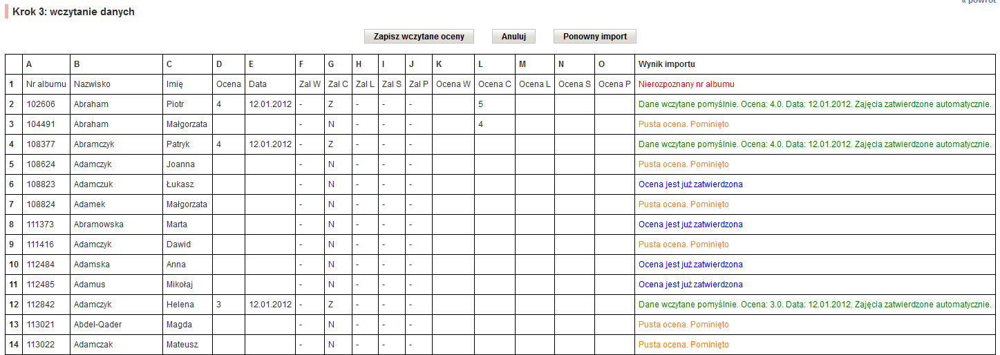 « powrót
Krok 3: wczytanie danych
Zapisz wczytane oceny Anuluj Ponowny import
A B C D E F G H I J K L M N O Wynik importu
1 Nr albumu Nazwisko Imię Ocena Data Zal W Zal C Zal L Zal S Zal P Ocena W Ocena C Ocena L Ocena S Ocena P Nierozpoznany nr albumu
2 102606 Abraham Piotr 4 12.01.2012 - Z - - - 5 Dane wczytane pomyślnie. Ocena: 4.0. Data: 12.01.2012. Zajęcia zatwierdzone automatycznie.
3 104491 Abraham Małgorzata - N - - - 4 Pusta ocena. Pominięto
4 108377 Abramczyk Patryk 4 12.01.2012 - Z - - - Dane wczytane pomyślnie. Ocena: 4.0. Data: 12.01.2012. Zajęcia zatwierdzone automatycznie.
5 108624 Adamczyk Joanna - N - - - Pusta ocena. Pominięto
6 108823 Adamczuk Łukasz - N - - - Ocena jest już zatwierdzona
7 108824 Adamek Małgorzata - N - - - Pusta ocena. Pominięto
8 111373 Abramowska Marta - N - - - Ocena jest już zatwierdzona
9 111416 Adamczyk Dawid - N - - - Pusta ocena. Pominięto
10 112484 Adamska Anna - N - - - Ocena jest już zatwierdzona
11 112485 Adamus Mikołaj - N - - - Ocena jest już zatwierdzona
12 112842 Adamczyk Helena 3 12.01.2012 - Z - - - Dane wczytane pomyślnie. Ocena: 3.0. Data: 12.01.2012. Zajęcia zatwierdzone automatycznie.
13 113021 Abdel-Qader Magda - N - - - Pusta ocena. Pominięto
14 113022 Adamczak Mateusz - N - - - Pusta ocena. Pominięto